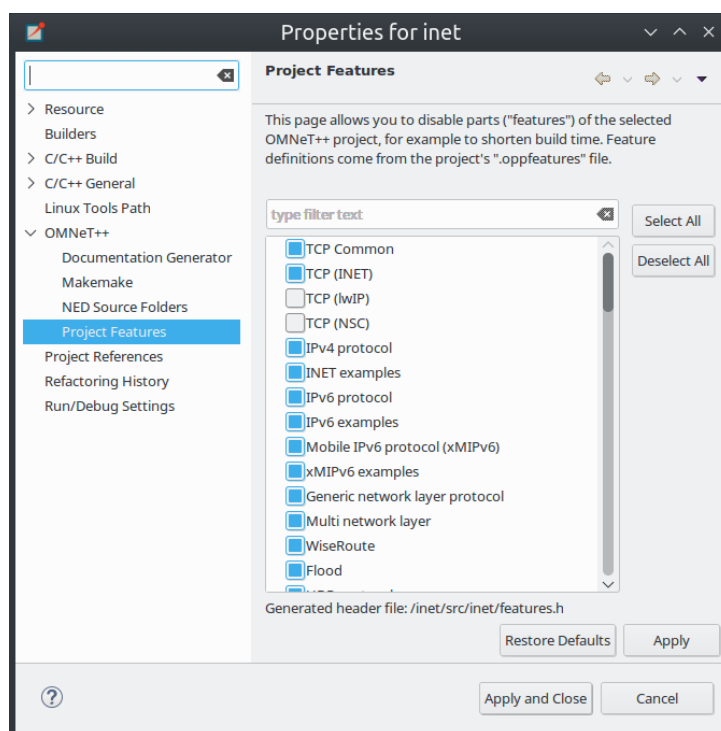 Properties for inet
Project Features
Resource
Builders
C/C++ Build
C/C++ General
Linux Tools Path
OMNeT++
Documentation Generator
Makemake
NED Source Folders
Project Features
Project References
Refactoring History
Run/Debug Settings
This page allows you to disable parts ("features") of the selected
OMNeT++ project, for example to shorten build time. Feature
definitions come from the project's ".oppfeatures" file.
type filter text
Select All
Deselect All
TCP Common
TCP (INET)
TCP (lwIP)
TCP (NSC)
IPv4 protocol
INET examples
IPv6 protocol
IPv6 examples
Mobile IPv6 protocol (xMIPv6)
xMIPv6 examples
Generic network layer protocol
Multi network layer
WiseRoute
Flood
Generated header file: /inet/src/inet/features.h
Restore Defaults
Apply
?
Apply and Close
Cancel